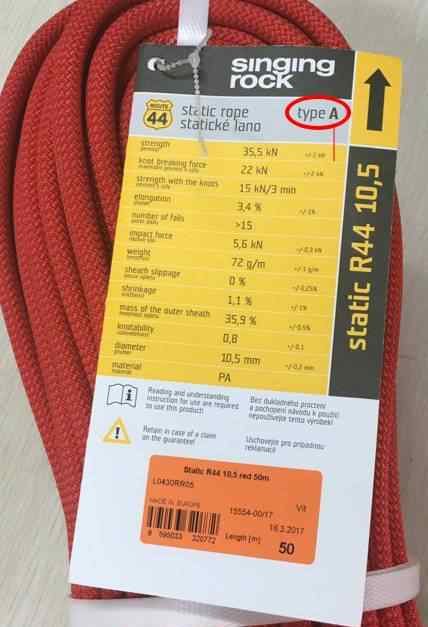 singing
rock
ROUTE
44
static rope
statické lano
type A
strength
35,5 kN
knot breaking force
22 kN
strength with the knots
15 kN/3 min
elongation
3,4 %
number of falls
>15
impact force
5,6 kN
weight
72 g/m
sheath slippage
0 %
shrinkage
1,1 %
mass of the outer sheath
35,9 %
knotability
0,8
diameter
10,5 mm
material
PA
static R44 10,5
Reading and understanding
instruction for use are required
to use this product!
Bez důkladného pročtení
a pochopení návodu k použití
nepoužívejte tento výrobek!
Retain in case of a claim
on the guarantee!
Uschovejte pro případnou
reklamaci!
Static R44 10,5 red 50m
L0430RR05
MADE IN EUROPE
15554-00/17
Vít
16.3.2017
8 595033 320772
Length [m]
50